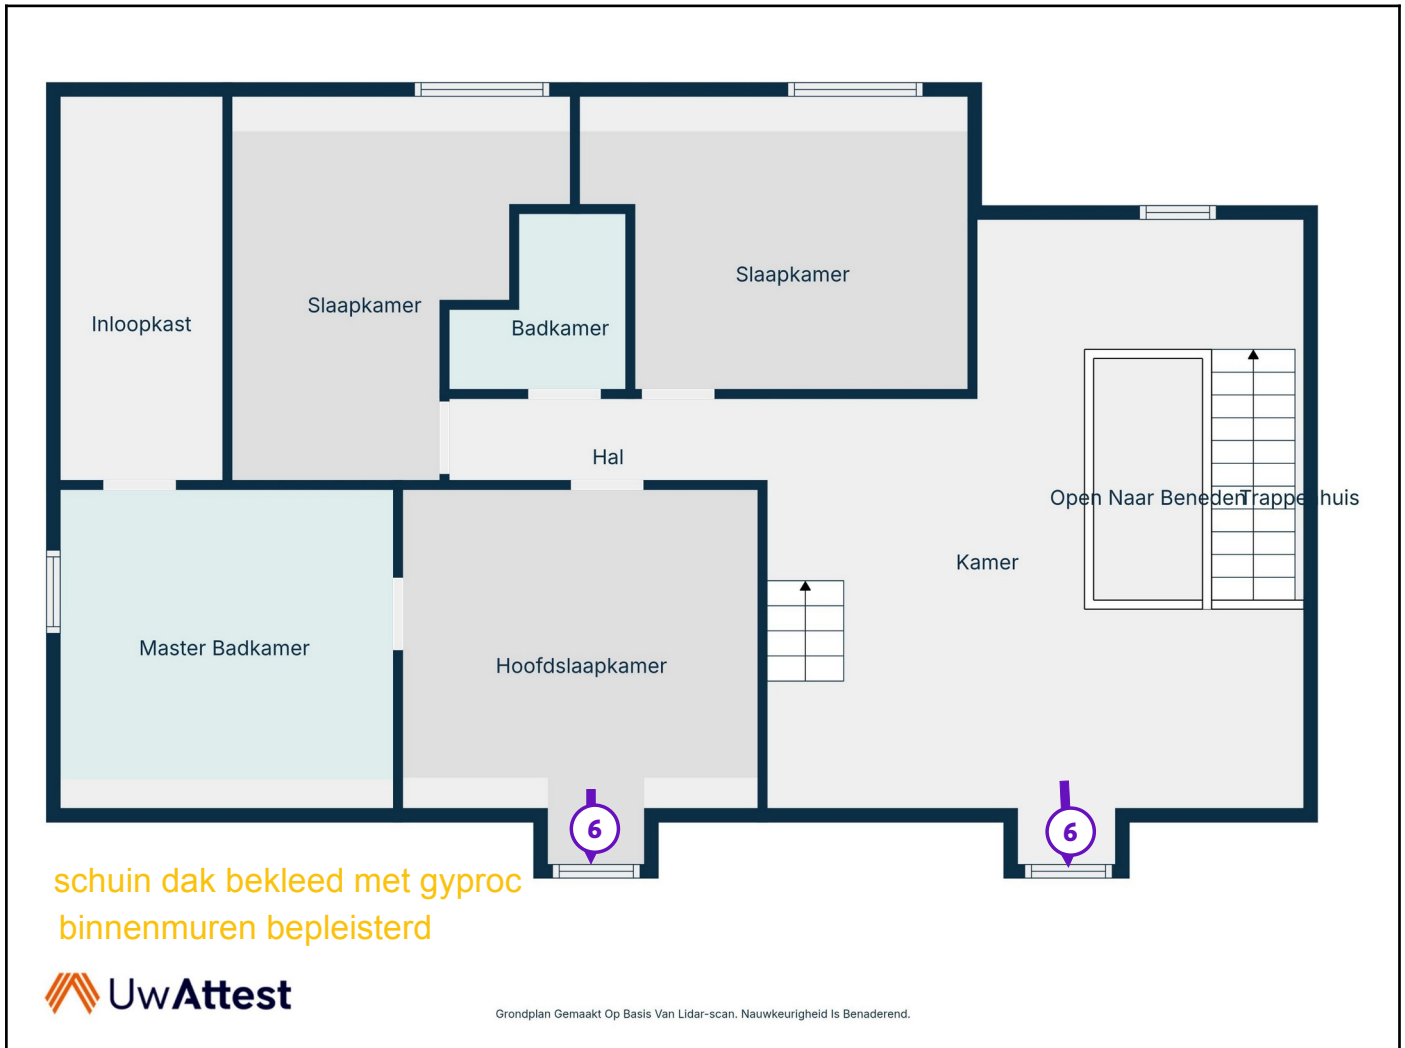 Slaapkamer
Slaapkamer
Inloopkast
Badkamer
Hal
Open Naar Beneden
Trappenhuis
Kamer
Master Badkamer
Hoofdslaapkamer
6
6
schuin dak bekleed met gyproc
binnenmuren bepleisterd
UwAttest
Grondplan Gemaakt Op Basis Van Lidar-scan. Nauwkeurigheid Is Benaderend.